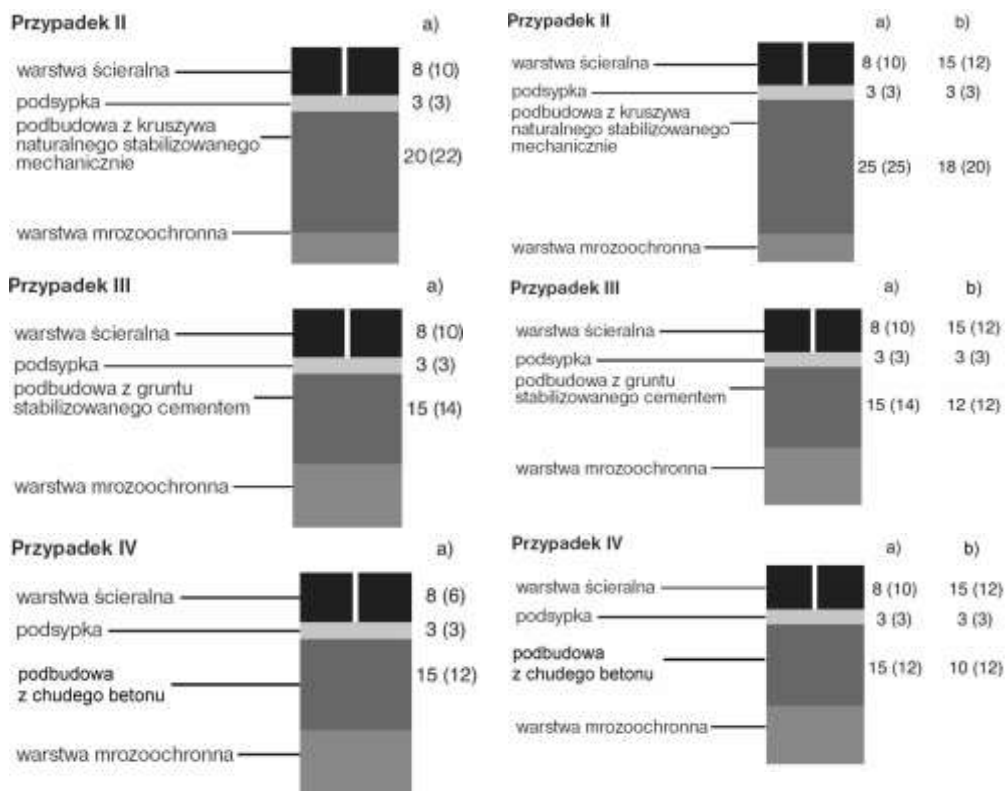 Przypadek II a)
warstwa ścieralna 8 (10)
podsypka 3 (3)
podbudowa z kruszywa
naturalnego stabilizowanego
mechanicznie 20 (22)
warstwa mrozoochronna
Przypadek III a)
warstwa ścieralna 8 (10)
podsypka 3 (3)
podbudowa z gruntu
stabilizowanego cementem 15 (14)
warstwa mrozoochronna
Przypadek IV a)
warstwa ścieralna 8 (6)
podsypka 3 (3)
podbudowa 15 (12)
z chudego betonu
warstwa mrozoochronna
Przypadek II a) b)
warstwa ścieralna 8 (10) 15 (12)
podsypka 3 (3) 3 (3)
podbudowa z kruszywa
naturalnego stabilizowanego
mechanicznie
25 (25) 18 (20)
warstwa mrozoochronna
Przypadek III a) b)
warstwa ścieralna 8 (10) 15 (12)
podsypka 3 (3) 3 (3)
podbudowa z gruntu
stabilizowanego cementem
15 (14) 12 (12)
warstwa mrozoochronna
Przypadek IV a) b)
warstwa ścieralna 8 (10) 15 (12)
podsypka 3 (3) 3 (3)
podbudowa
z chudego betonu 15 (12) 10 (12)
warstwa mrozoochronna